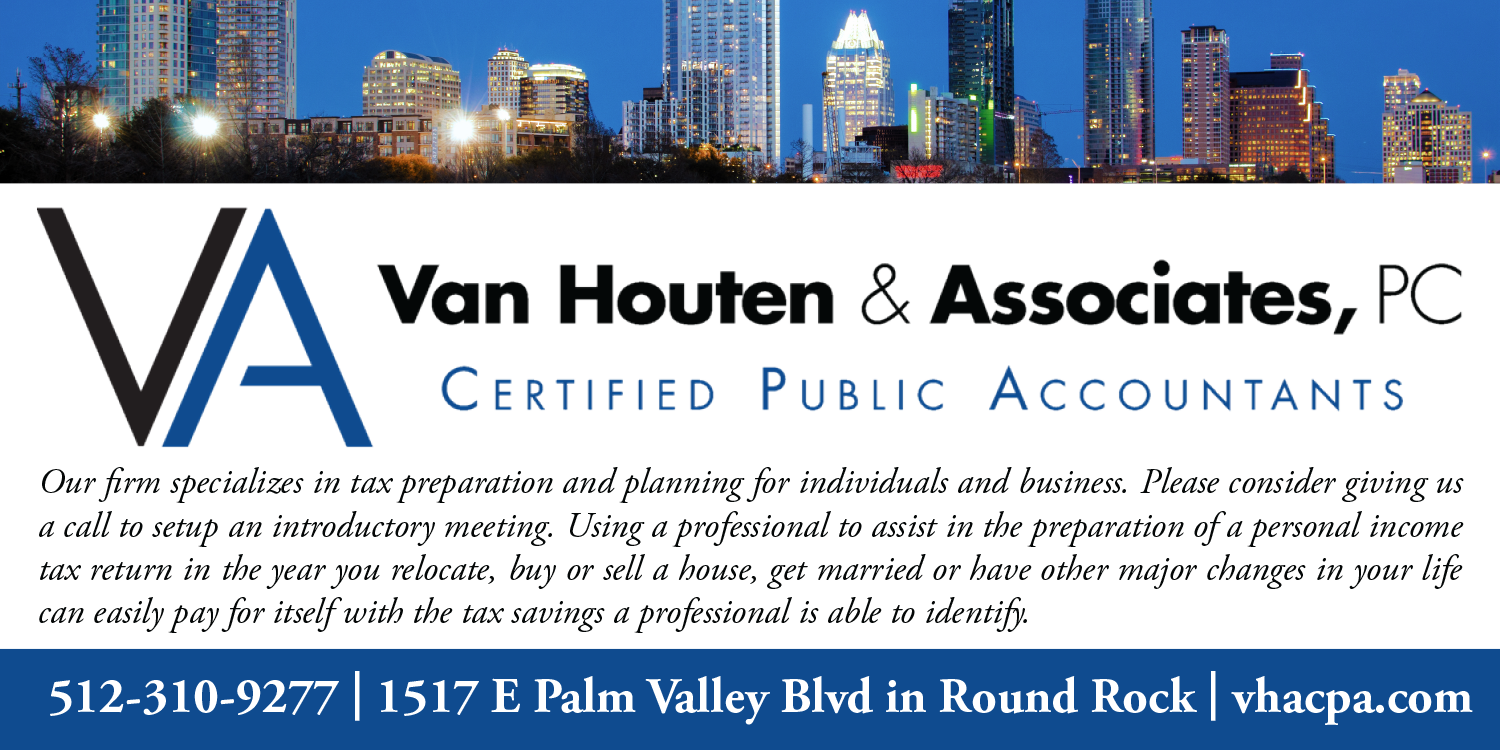 VA
Van Houten & Associates, PC
CERTIFIED PUBLIC ACCOUNTANTS
Our firm specializes in tax preparation and planning for individuals and business. Please consider giving us
a call to setup an introductory meeting. Using a professional to assist in the preparation of a personal income
tax return in the year you relocate, buy or sell a house, get married or have other major changes in your life
can easily pay for itself with the tax savings a professional is able to identify.
512-310-9277 | 1517 E Palm Valley Blvd in Round Rock | vhacpa.com